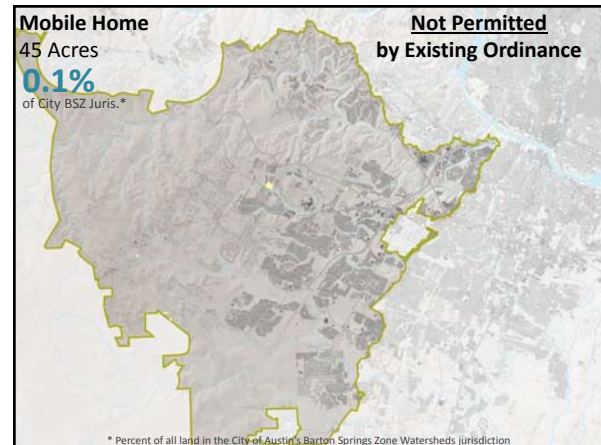 Mobile Home
45 Acres
0.1%
of City BSZ Juris.*
Not Permitted
by Existing Ordinance
* Percent of all land in the City of Austin's Barton Springs Zone Watersheds jurisdiction